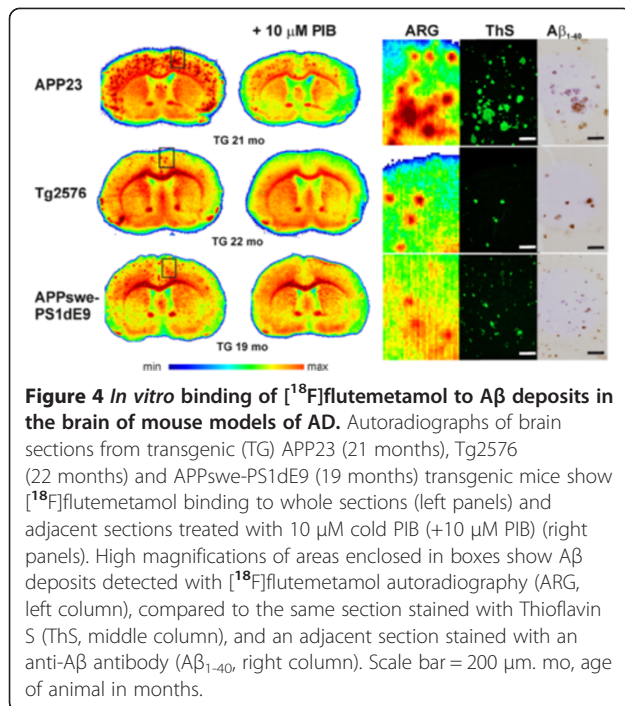 + 10 µM PIB
ARG
ThS
Aβ1-40
APP23
TG 21 mo
Tg2576
TG 22 mo
APPswe-
PS1dE9
TG 19 mo
min
max
Figure 4 In vitro binding of [18F]flutemetamol to Aβ deposits in
the brain of mouse models of AD. Autoradiographs of brain
sections from transgenic (TG) APP23 (21 months), Tg2576
(22 months) and APPswe-PS1dE9 (19 months) transgenic mice show
[18F]flutemetamol binding to whole sections (left panels) and
adjacent sections treated with 10 µM cold PIB (+10 µM PIB) (right
panels). High magnifications of areas enclosed in boxes show Aβ
deposits detected with [18F]flutemetamol autoradiography (ARG,
left column), compared to the same section stained with Thioflavin
S (ThS, middle column), and an adjacent section stained with an
anti-Aβ antibody (Aβ1-40, right column). Scale bar = 200 µm. mo, age
of animal in months.